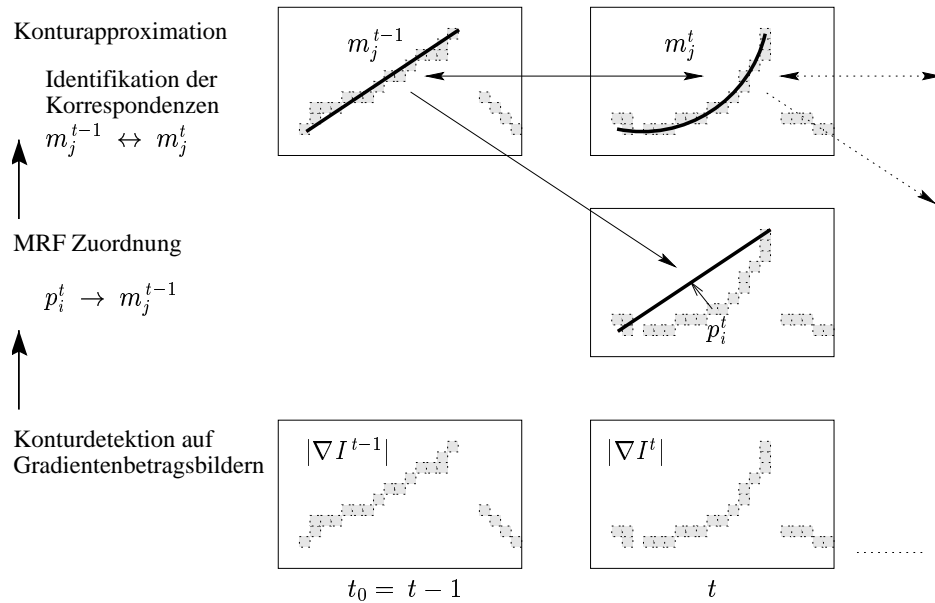 Konturapproximation
Identifikation der
Korrespondenzen
m_j^{t-1} ↔ m_j^t
m_j^{t-1}
m_j^t
MRF Zuordnung
p_i^t → m_j^{t-1}
p_i^t
Konturdetektion auf
Gradientenbetragsbildern
|∇I^{t-1}|
|∇I^t|
t_0 = t − 1
t